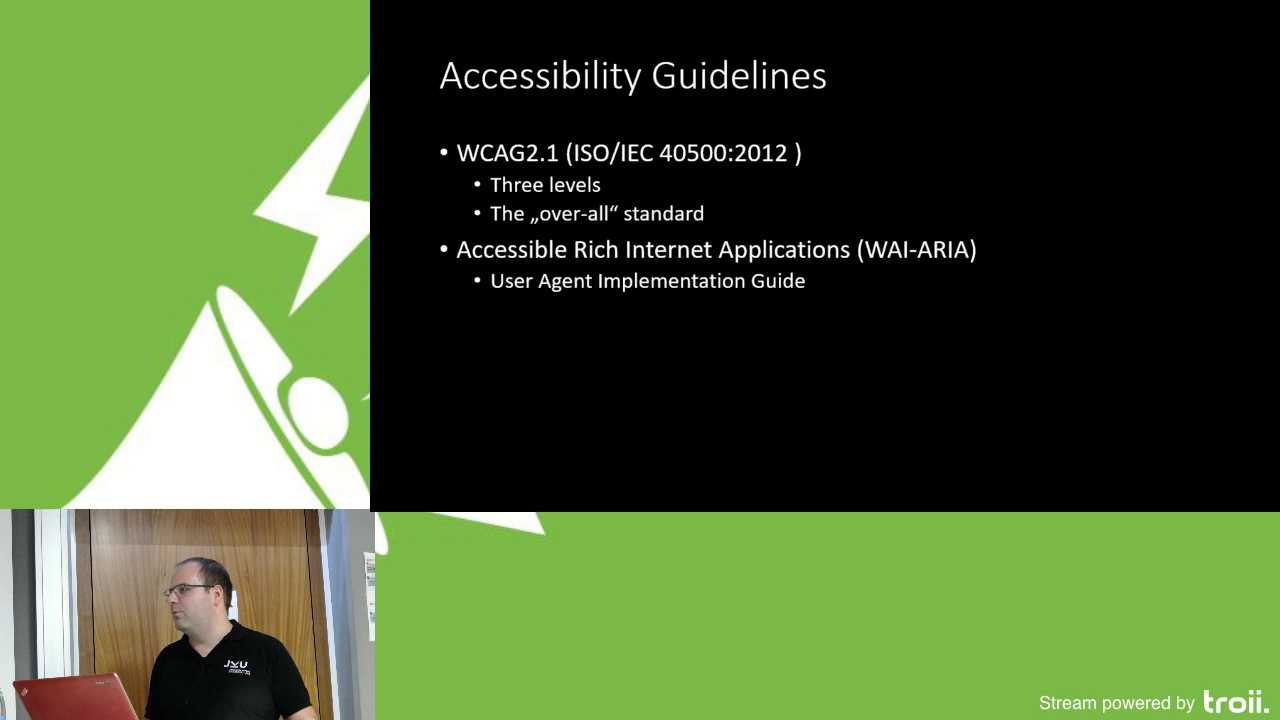 Accessibility Guidelines
• WCAG2.1 (ISO/IEC 40500:2012 )
• Three levels
• The „over-all“ standard
• Accessible Rich Internet Applications (WAI-ARIA)
• User Agent Implementation Guide
JKU
Stream powered by troii.